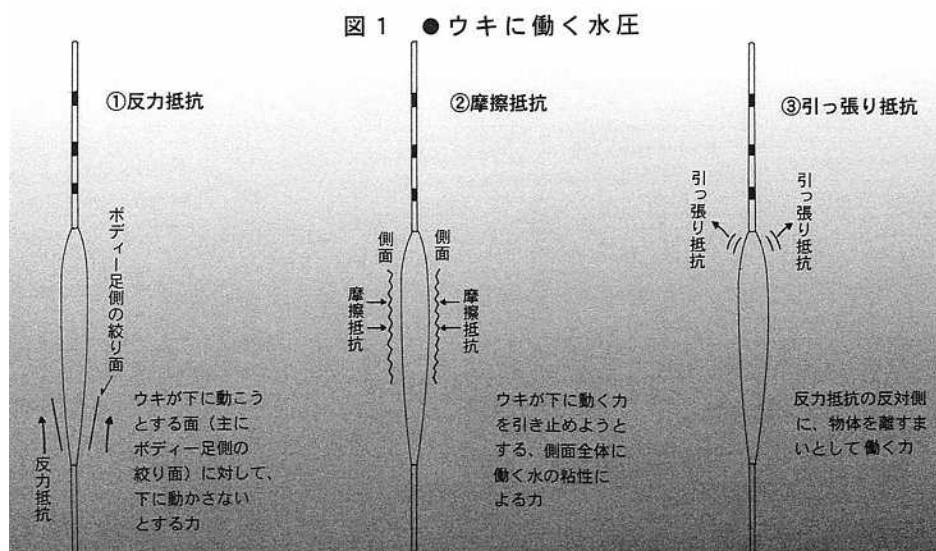 図1 ●ウキに働く水圧
①反力抵抗
ボディー足側の絞り面
反力抵抗
ウキが下に動こう
とする面（主に
ボディー足側の
絞り面）に対して、
下に動かさない
とする力
②摩擦抵抗
側面
側面
摩擦抵抗
摩擦抵抗
ウキが下に動く力
を引き止めようと
する、側面全体に
働く水の粘性に
よる力
③引っ張り抵抗
引っ張り抵抗
引っ張り抵抗
反力抵抗の反対側
に、物体を離すま
いとして働く力